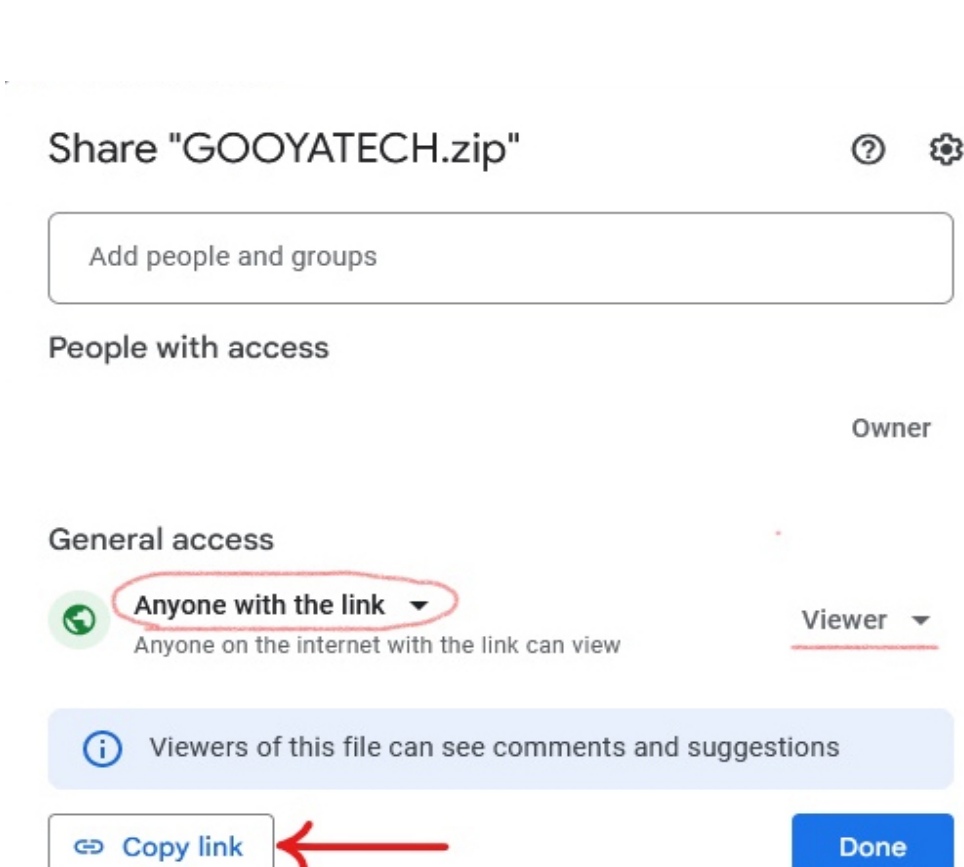 Share "GOOYATECH.zip"
Add people and groups
People with access
Owner
General access
Anyone with the link
Anyone on the internet with the link can view
Viewer
Viewers of this file can see comments and suggestions
Copy link
Done